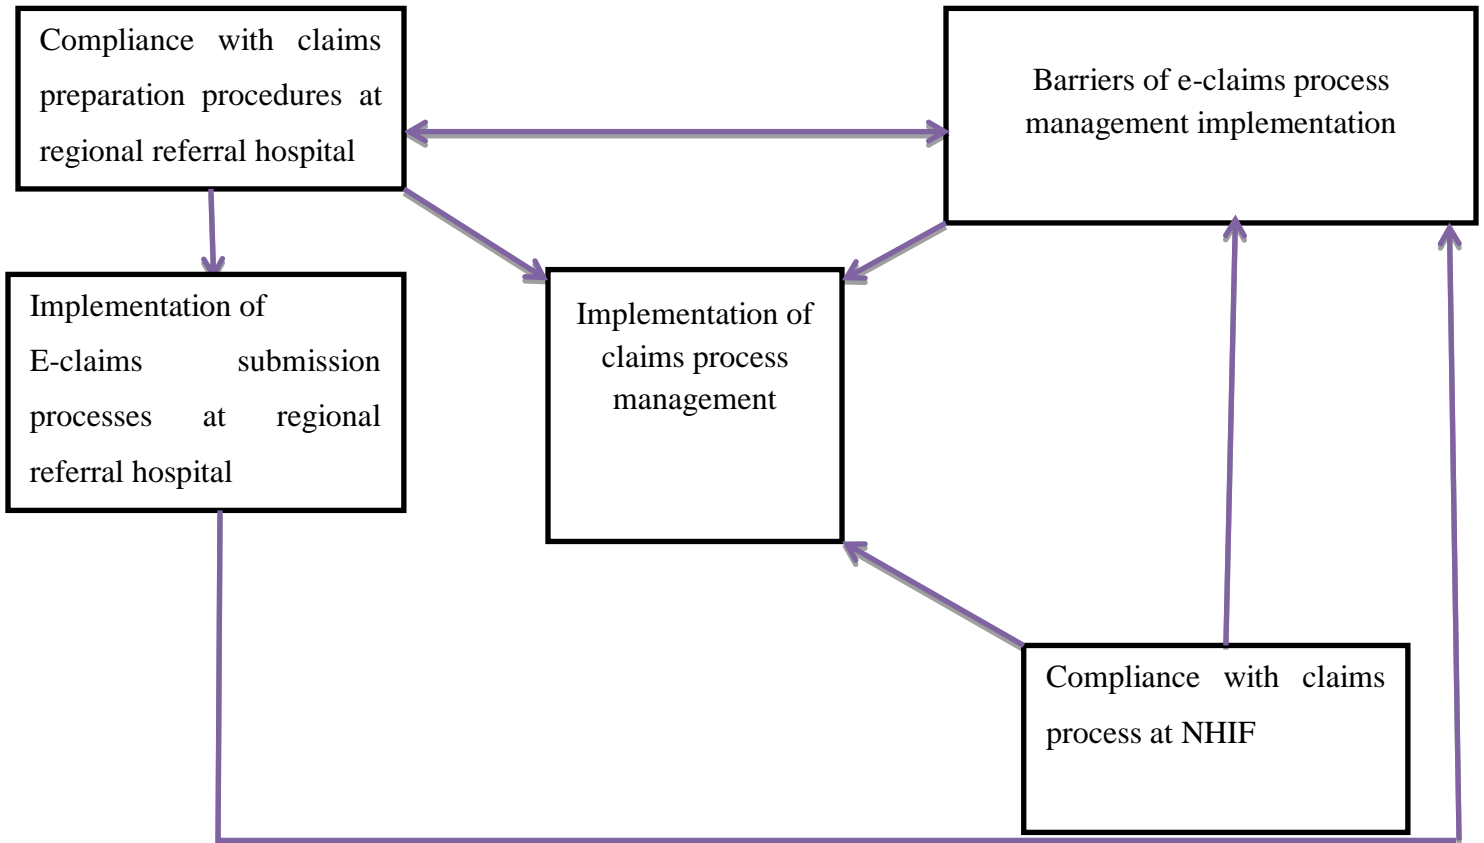 Compliance with claims
preparation procedures at
regional referral hospital
Barriers of e-claims process
management implementation
Implementation of
E-claims submission
processes at regional
referral hospital
Implementation of
claims process
management
Compliance with claims
process at NHIF